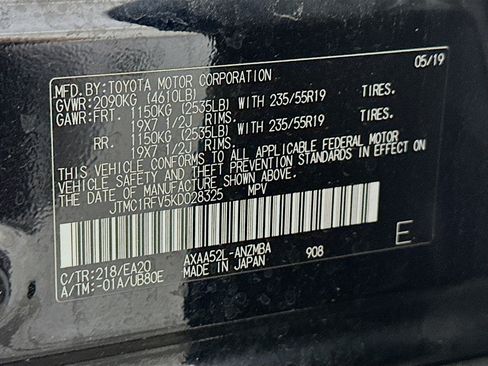 MFD.BY:TOYOTA MOTOR CORPORATION 05/19
GVWR:2090KG (4610LB)
GAWR:FRT. 1150KG (2535LB) WITH 235/55R19 TIRES.
19X7 1/2J RIMS.
RR. 1150KG (2535LB) WITH 235/55R19 TIRES.
19X7 1/2J RIMS.
THIS VEHICLE CONFORMS TO ALL APPLICABLE FEDERAL MOTOR
VEHICLE SAFETY AND THEFT PREVENTION STANDARDS IN EFFECT ON
THE DATE OF MANUFACTURE SHOWN ABOVE.
JTMC1RFV5KD028325 MPV
AXAA52L-ANZMBA 908 E
C/TR:218/EA20 MADE IN JAPAN
A/TM:-01A/UB80E